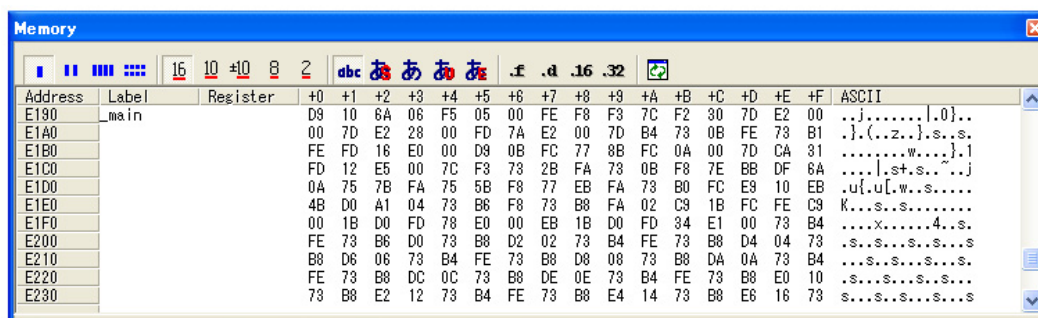 Memory
16 10 ±10 8 2 abc あS あ あ あE .f .d .16 .32
Address Label Register +0 +1 +2 +3 +4 +5 +6 +7 +8 +9 +A +B +C +D +E +F ASCII
E190 _main D9 10 6A 06 F5 05 00 FE F8 F3 7C F2 30 7D E2 00 ..j.......|.0}..
E1A0 00 7D E2 28 00 FD 7A E2 00 7D B4 73 0B FE 73 B1 .}.(..z..}.s..s.
E1B0 FE FD 16 E0 00 D9 0B FC 77 8B FC 0A 00 7D CA 31 ........w....}.1
E1C0 FD 12 E5 00 7C F3 73 2B FA 73 0B F8 7E BB DF 6A ....|.s+.s..~..j
E1D0 0A 75 7B FA 75 5B F8 77 EB FA 73 B0 FC E9 10 EB .u{.u[.w..s.....
E1E0 4B D0 A1 04 73 B6 F8 73 B8 FA 02 C9 1B FC FE C9 K...s..s........
E1F0 00 1B D0 FD 78 E0 00 EB 1B D0 FD 34 E1 00 73 B4 ....x......4..s.
E200 FE 73 B6 D0 73 B8 D2 02 73 B4 FE 73 B8 D4 04 73 .s..s...s..s...s
E210 B8 D6 06 73 B4 FE 73 B8 D8 08 73 B8 DA 0A 73 B4 ...s..s...s...s.
E220 FE 73 B8 DC 0C 73 B8 DE 0E 73 B4 FE 73 B8 E0 10 .s...s...s..s...
E230 73 B8 E2 12 73 B4 FE 73 B8 E4 14 73 B8 E6 16 73 s...s..s...s...s